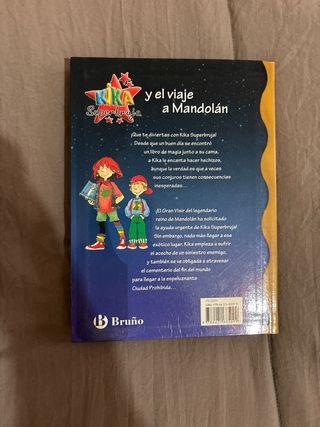 KIKA
Superbruja
y el viaje
a Mandolán
¡Que te diviertas con Kika Superbruja!
Desde que un buen día se encontró
un libro de magia junto a su cama,
a Kika le encanta hacer hechizos,
aunque la verdad es que a veces
sus conjuros tienen consecuencias
inesperadas...
¡El Gran Visir del legendario
reino de Mandolán ha solicitado
la ayuda urgente de Kika Superbruja!
Sin embargo, nada más llegar a ese
exótico lugar, Kika empieza a sufrir
el acecho de un siniestro enemigo,
y también se ve obligada a atravesar
el cementerio del fin del mundo
para llegar a la espeluznante
Ciudad Prohibida...
B Bruño